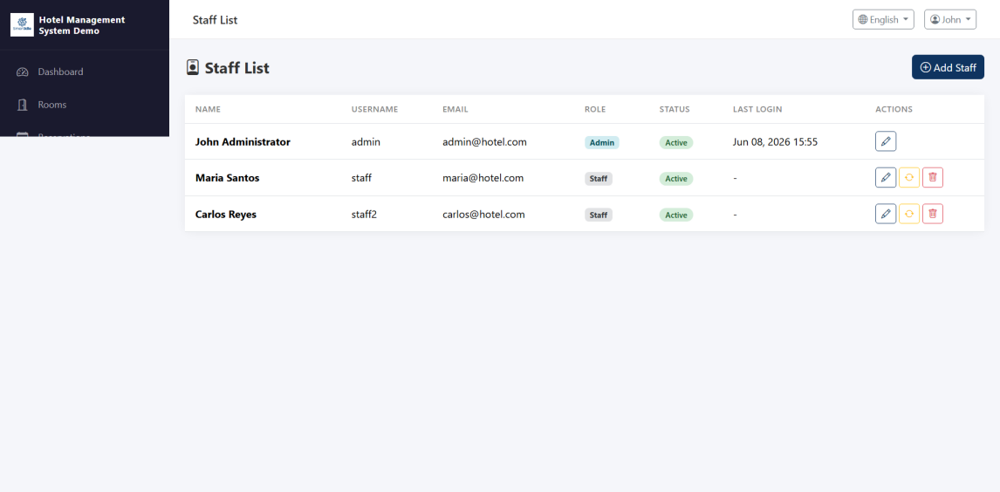 Hotel Management
System Demo
Staff List
English
John
Dashboard
Rooms
Staff List
Add Staff
NAME USERNAME EMAIL ROLE STATUS LAST LOGIN ACTIONS
John Administrator admin admin@hotel.com Admin Active Jun 08, 2026 15:55
Maria Santos staff maria@hotel.com Staff Active -
Carlos Reyes staff2 carlos@hotel.com Staff Active -